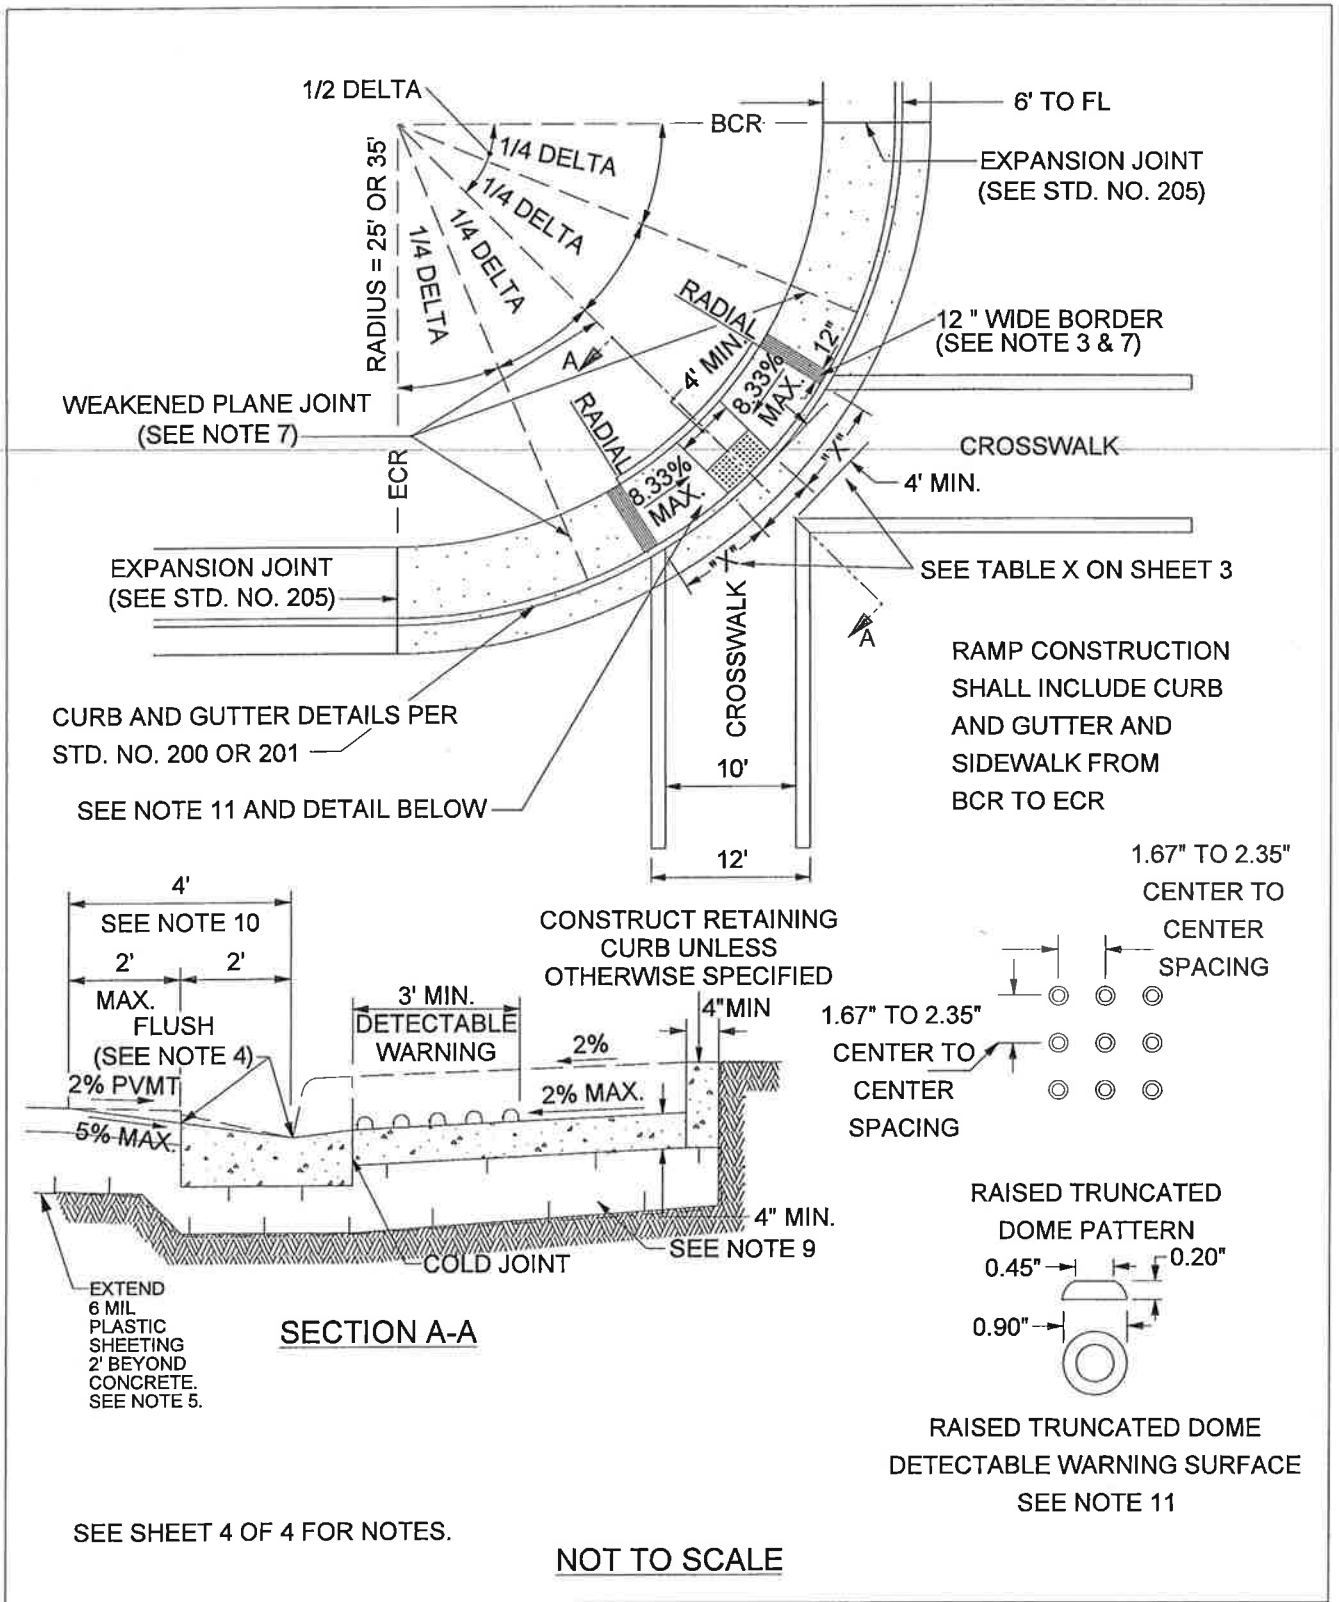 1/2 DELTA
BCR
6' TO FL
1/4 DELTA
1/4 DELTA
1/4 DELTA
1/4 DELTA
RADIUS = 25' OR 35'
EXPANSION JOINT
(SEE STD. NO. 205)
RADIAL
12"
12 " WIDE BORDER
(SEE NOTE 3 & 7)
A
4' MIN.
8.33%
MAX.
WEAKENED PLANE JOINT
(SEE NOTE 7)
RADIAL
ECR
8.33%
MAX.
"X"
CROSSWALK
4' MIN.
EXPANSION JOINT
(SEE STD. NO. 205)
"X"
SEE TABLE X ON SHEET 3
A
CROSSWALK
RAMP CONSTRUCTION
SHALL INCLUDE CURB
AND GUTTER AND
SIDEWALK FROM
BCR TO ECR
CURB AND GUTTER DETAILS PER
STD. NO. 200 OR 201
10'
SEE NOTE 11 AND DETAIL BELOW
12'
4'
SEE NOTE 10
2'
2'
MAX.
FLUSH
(SEE NOTE 4)
2% PVMT
5% MAX.
3' MIN.
DETECTABLE
WARNING
CONSTRUCT RETAINING
CURB UNLESS
OTHERWISE SPECIFIED
4"MIN
2%
2% MAX.
4" MIN.
SEE NOTE 9
COLD JOINT
EXTEND
6 MIL
PLASTIC
SHEETING
2' BEYOND
CONCRETE.
SEE NOTE 5.
SECTION A-A
1.67" TO 2.35"
CENTER TO
CENTER
SPACING
1.67" TO 2.35"
CENTER TO
CENTER
SPACING
RAISED TRUNCATED
DOME PATTERN
0.45"
0.20"
0.90"
RAISED TRUNCATED DOME
DETECTABLE WARNING SURFACE
SEE NOTE 11
SEE SHEET 4 OF 4 FOR NOTES.
NOT TO SCALE